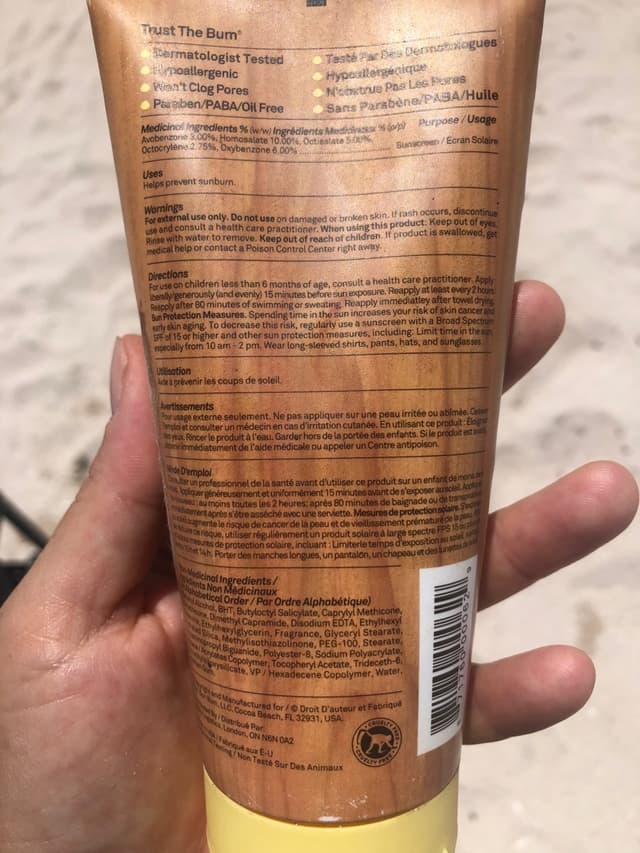 Trust The Bum®
Dermatologist Tested
Hypoallergenic
Won't Clog Pores
Paraben/PABA/Oil Free
Testé Par Des Dermatologues
Hypoallergénique
N'obstrue Pas Les Pores
Sans Parabène/PABA/Huile
Medicinal Ingredients % (w/w) Ingrédients Médicinaux % (p/p) Purpose / Usage
Avobenzone 3.00%, Homosalate 10.00%, Octisalate 5.00%,
Octocrylene 2.75%, Oxybenzone 6.00% Sunscreen / Écran Solaire
Uses
Helps prevent sunburn.
Warnings
For external use only. Do not use on damaged or broken skin. If rash occurs, discontinue
use and consult a health care practitioner. When using this product: Keep out of eyes.
Rinse with water to remove. Keep out of reach of children. If product is swallowed, get
medical help or contact a Poison Control Center right away.
Directions
For use on children less than 6 months of age, consult a health care practitioner. Apply
liberally/generously (and evenly) 15 minutes before sun exposure. Reapply at least every 2 hours
Reapply after 80 minutes of swimming or sweating. Reapply immediatley after towel drying.
Sun Protection Measures. Spending time in the sun increases your risk of skin cancer and
early skin aging. To decrease this risk, regularly use a sunscreen with a Broad Spectrum
SPF of 15 or higher and other sun protection measures, including: Limit time in the sun,
especially from 10 am - 2 pm. Wear long-sleeved shirts, pants, hats, and sunglasses.
Utilisation
Aide à prévenir les coups de soleil.
Avertissements
Pour usage externe seulement. Ne pas appliquer sur une peau irritée ou abîmée. Cesser
l'emploi et consulter un médecin en cas d'irritation cutanée. En utilisant ce produit: Éloigner
des yeux. Rincer le produit à l'eau. Garder hors de la portée des enfants. Si le produit est avalé,
obtenir immédiatement de l'aide médicale ou appeler un Centre antipoison.
Mode D'emploi
Consulter un professionnel de la santé avant d'utiliser ce produit sur un enfant de moins de
Appliquer généreusement et uniformément 15 minutes avant de s'exposer au soleil.
au moins toutes les 2 heures; après 80 minutes de baignade ou de
immédiatement après s'être asséché avec une serviette. Mesures de protection solaire.
augmente le risque de cancer de la peau et de vieillissement prématuré de la peau
ce risque, utiliser régulièrement un produit solaire à large spectre FPS 15 ou
mesures de protection solaire, incluant : Limiter le temps d'exposition au soleil,
10h et 14h. Porter des manches longues, un pantalon, un chapeau et des lunettes de
Non-Medicinal Ingredients /
Ingrédients Non Médicinaux
Alphabetical Order / Par Ordre Alphabétique)
Alcohol, BHT, Butyloctyl Salicylate, Caprylyl Methicone,
Dimethyl Capramide, Disodium EDTA, Ethylhexyl
Ethylhexylglycerin, Fragrance, Glyceryl Stearate,
Silica, Methylisothiazolinone, PEG-100, Stearate,
Biguanide, Polyester-8, Sodium Polyacrylate,
Copolymer, Tocopheryl Acetate, Trideceth-6,
VP / Hexadecene Copolymer, Water.
and Manufactured for / © Droit D'auteur et Fabriqué
Bum, LLC, Cocoa Beach, FL 32931, USA.
/ Distribué Par:
London, ON N6N 0A2
/ Fabriqué aux É-U
Testing / Non Testé Sur Des Animaux
CRUELTY FREE
CRUELTY FREE